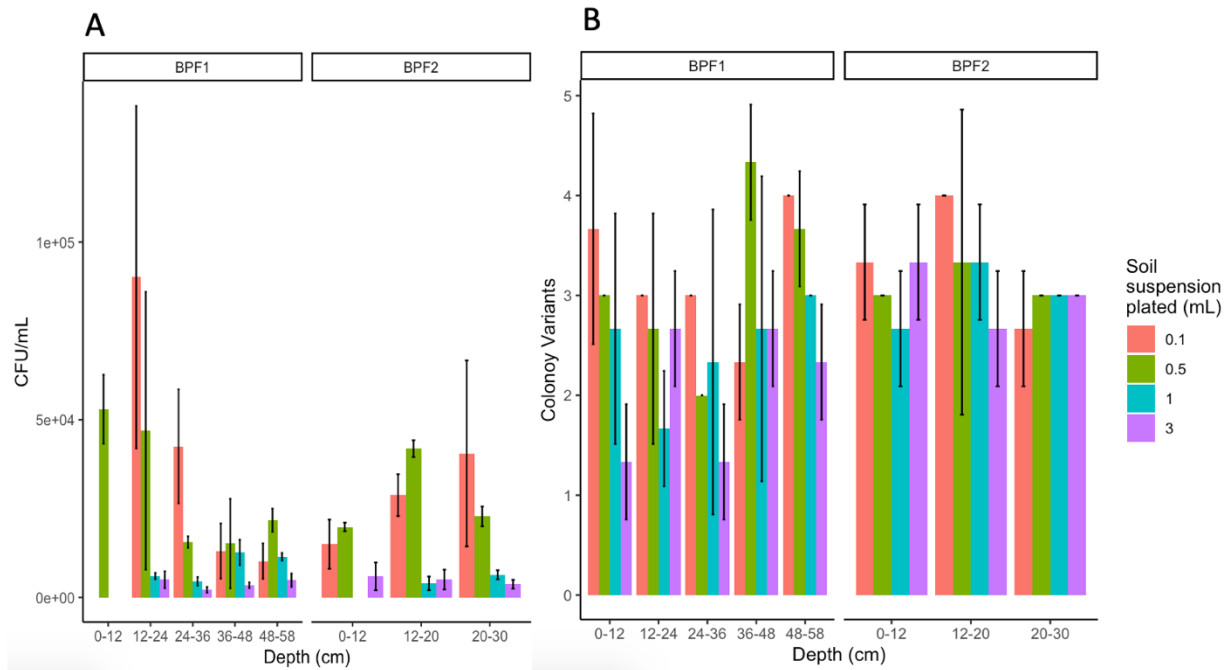 A
BPF1 BPF2
CFU/mL
1e+05
5e+04
0e+00
0-12 12-24 24-36 36-48 48-58 0-12 12-20 20-30
Depth (cm)
B
BPF1 BPF2
Colonoy Variants
5
4
3
2
1
0
0-12 12-24 24-36 36-48 48-58 0-12 12-20 20-30
Depth (cm)
Soil
suspension
plated (mL)
0.1
0.5
1
3